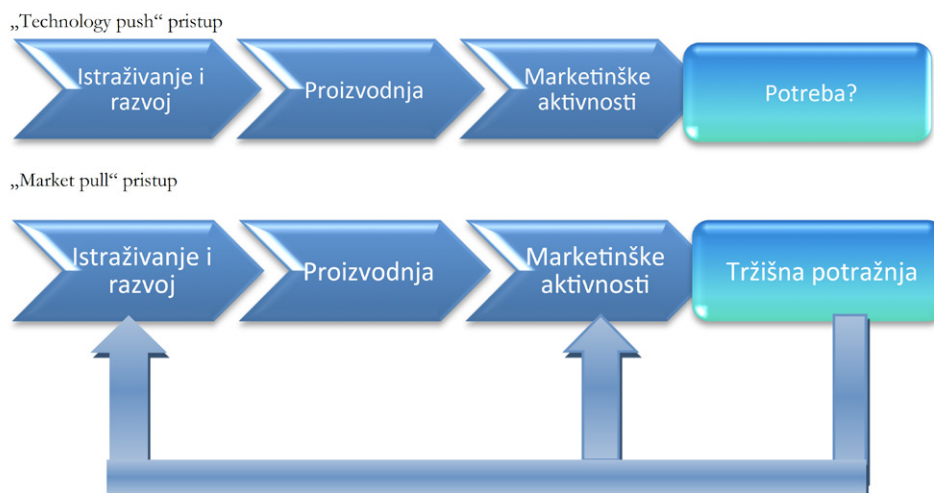 „Technology push“ pristup
Istraživanje i
razvoj
Proizvodnja
Marketinške
aktivnosti
Potreba?
„Market pull“ pristup
Istraživanje i
razvoj
Proizvodnja
Marketinške
aktivnosti
Tržišna potražnja